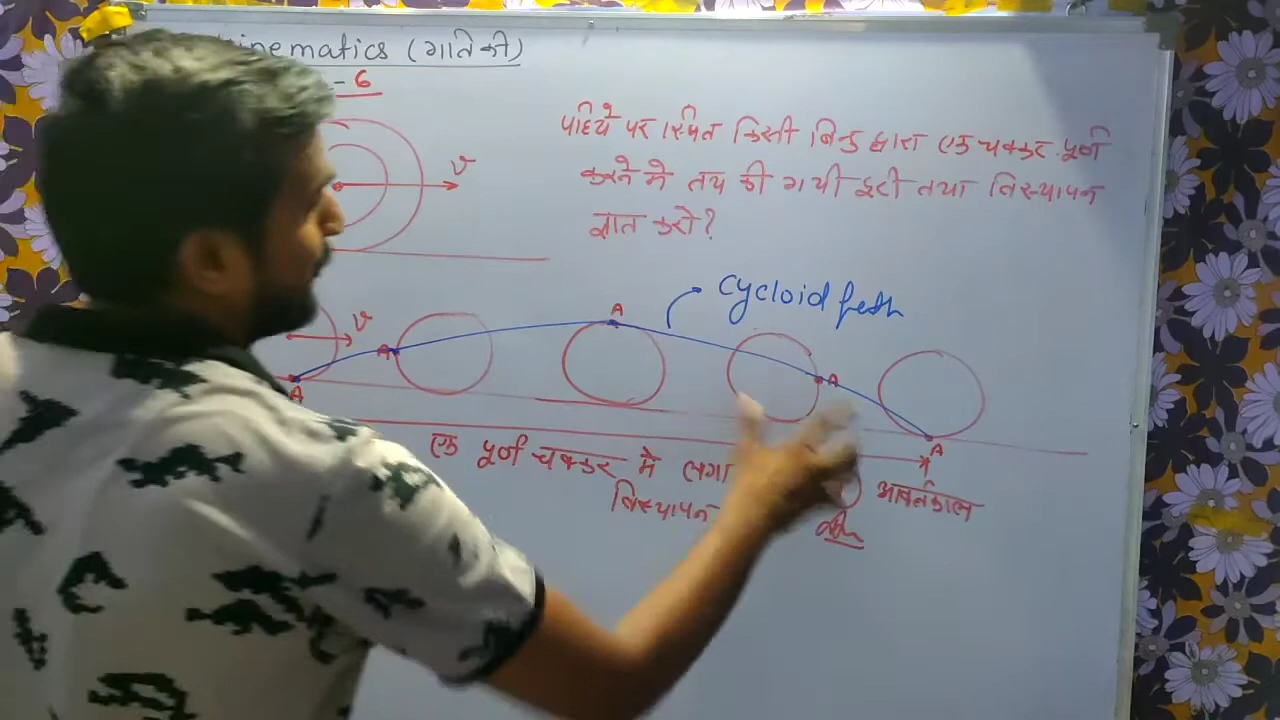 Kinematics (गतिकी)
- 6
पहिये पर स्थित किसी बिन्दु द्वारा एक चक्कर पूर्ण
v
करने मे तय की गयी दूरी तथा विस्थापन
ज्ञात करो?
cycloid path
v
A
A
A
A
A
एक पूर्ण चक्कर मे लगा
आवर्तकाल
विस्थापन